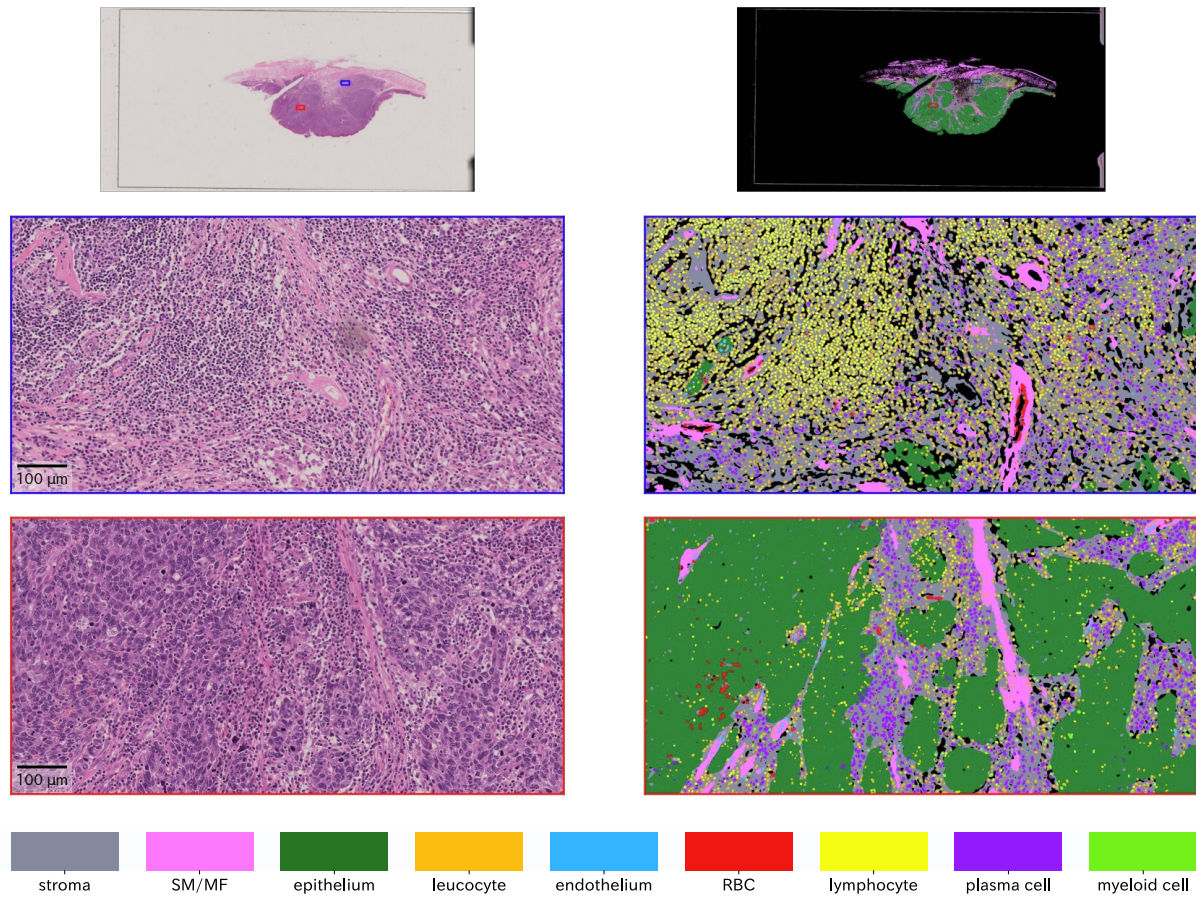 100 μm
100 μm
stroma
SM/MF
epithelium
leucocyte
endothelium
RBC
lymphocyte
plasma cell
myeloid cell